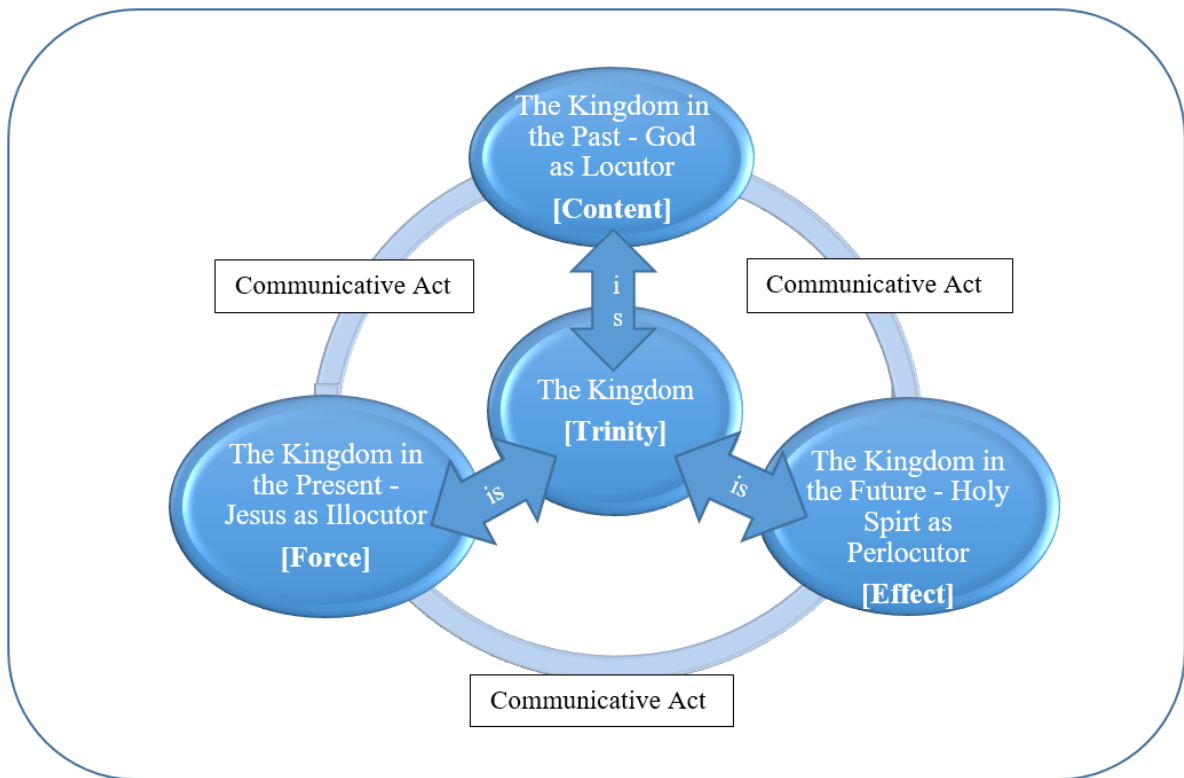 The Kingdom in
the Past - God
as Locutor
[Content]
Communicative Act
Communicative Act
i
s
The Kingdom
[Trinity]
The Kingdom in
the Present -
Jesus as Illocutor
[Force]
is
is
The Kingdom in
the Future - Holy
Spirt as
Perlocutor
[Effect]
Communicative Act